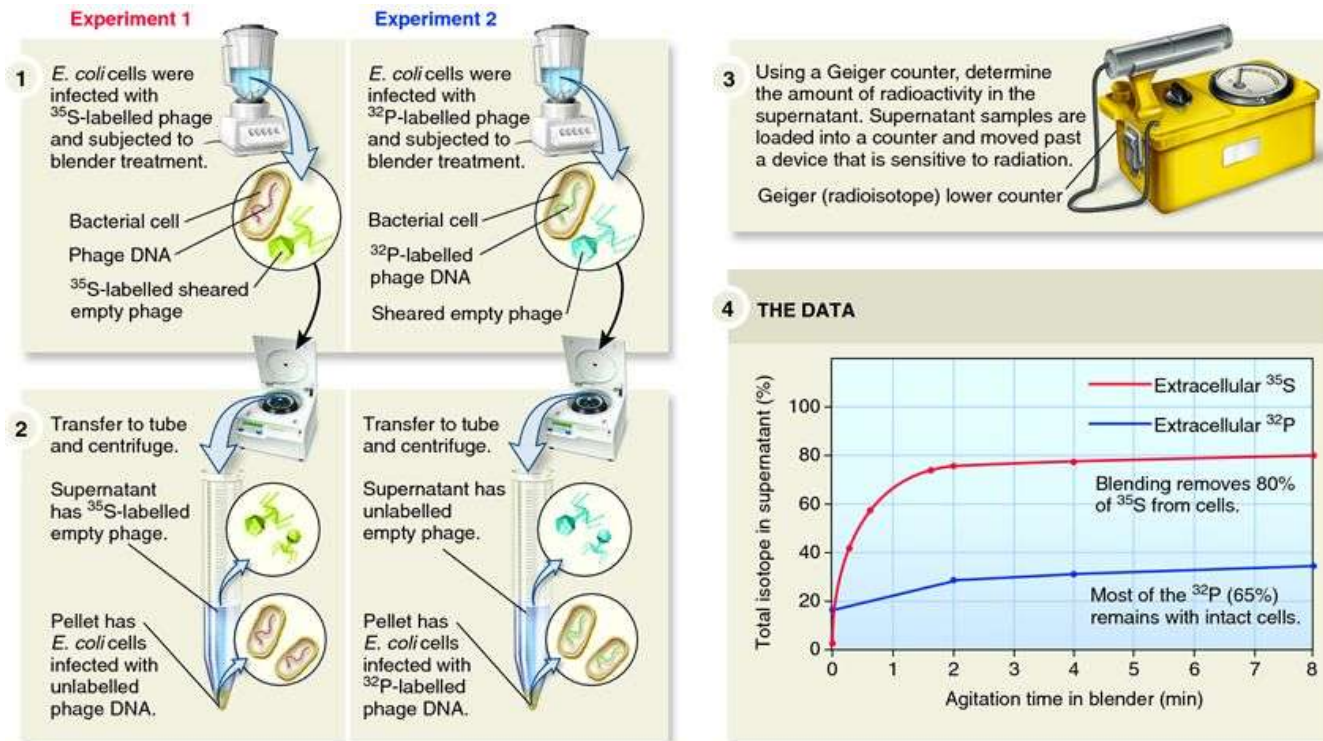 Experiment 1
Experiment 2
1
E. coli cells were
infected with
³⁵S-labelled phage
and subjected to
blender treatment.
Bacterial cell
Phage DNA
³⁵S-labelled sheared
empty phage
E. coli cells were
infected with
³²P-labelled phage
and subjected to
blender treatment.
Bacterial cell
³²P-labelled
phage DNA
Sheared empty phage
2
Transfer to tube
and centrifuge.
Supernatant
has ³⁵S-labelled
empty phage.
Pellet has
E. coli cells
infected with
unlabelled
phage DNA.
Transfer to tube
and centrifuge.
Supernatant has
unlabelled
empty phage.
Pellet has
E. coli cells
infected with
³²P-labelled
phage DNA.
3
Using a Geiger counter, determine
the amount of radioactivity in the
supernatant. Supernatant samples are
loaded into a counter and moved past
a device that is sensitive to radiation.
Geiger (radioisotope) lower counter
4
THE DATA
Total isotope in supernatant (%)
100
80
60
40
20
0
Extracellular ³⁵S
Extracellular ³²P
Blending removes 80%
of ³⁵S from cells.
Most of the ³²P (65%)
remains with intact cells.
0 1 2 3 4 5 6 7 8
Agitation time in blender (min)